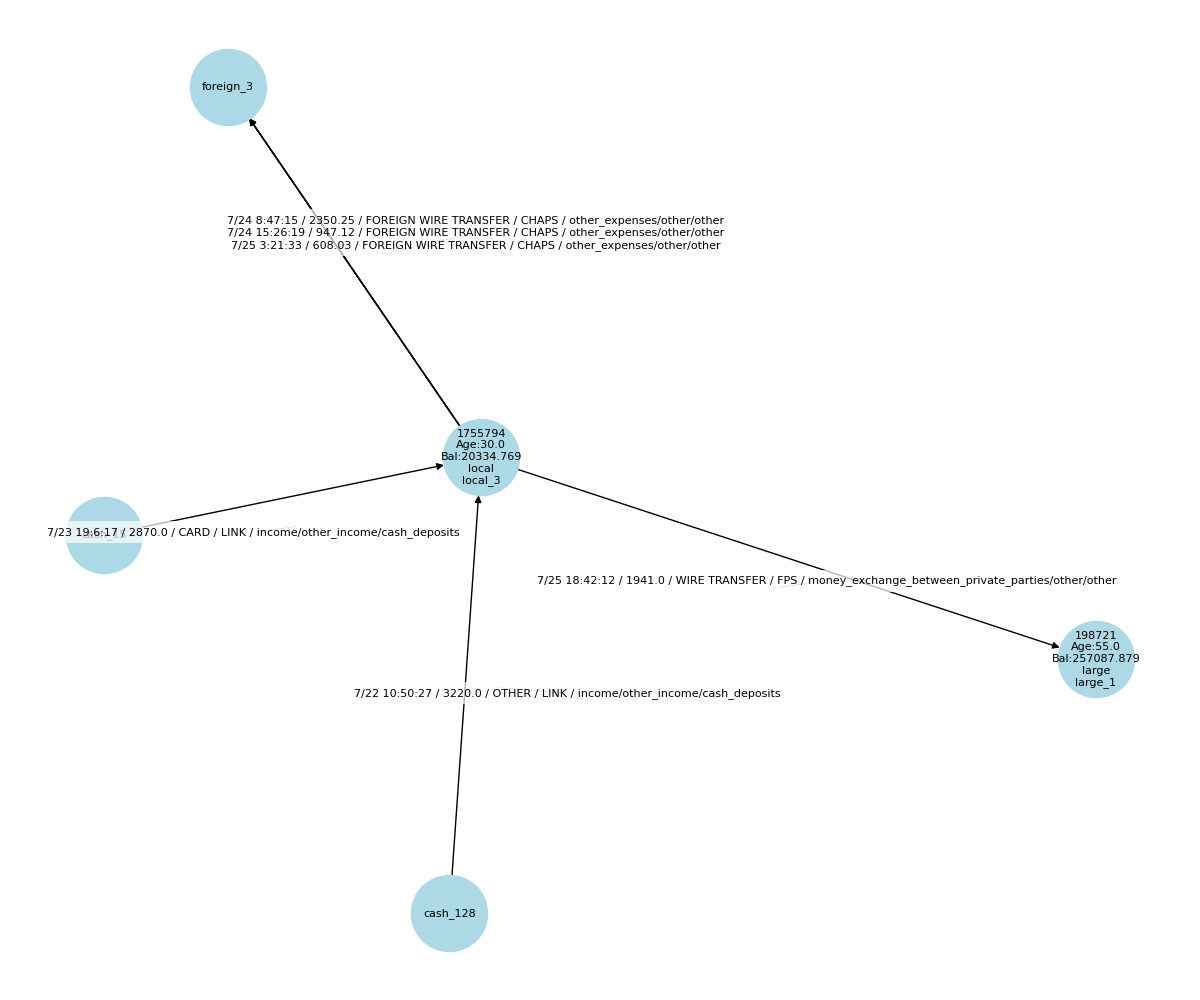 foreign_3
7/24 8:47:15 / 2350.25 / FOREIGN WIRE TRANSFER / CHAPS / other_expenses/other/other
7/24 15:26:19 / 947.12 / FOREIGN WIRE TRANSFER / CHAPS / other_expenses/other/other
7/25 3:21:33 / 608.03 / FOREIGN WIRE TRANSFER / CHAPS / other_expenses/other/other
1755794
Age:30.0
Bal:20334.769
local
local_3
7/23 19:6:17 / 2870.0 / CARD / LINK / income/other_income/cash_deposits
7/25 18:42:12 / 1941.0 / WIRE TRANSFER / FPS / money_exchange_between_private_parties/other/other
198721
Age:55.0
Bal:257087.879
large
large_1
7/22 10:50:27 / 3220.0 / OTHER / LINK / income/other_income/cash_deposits
cash_128